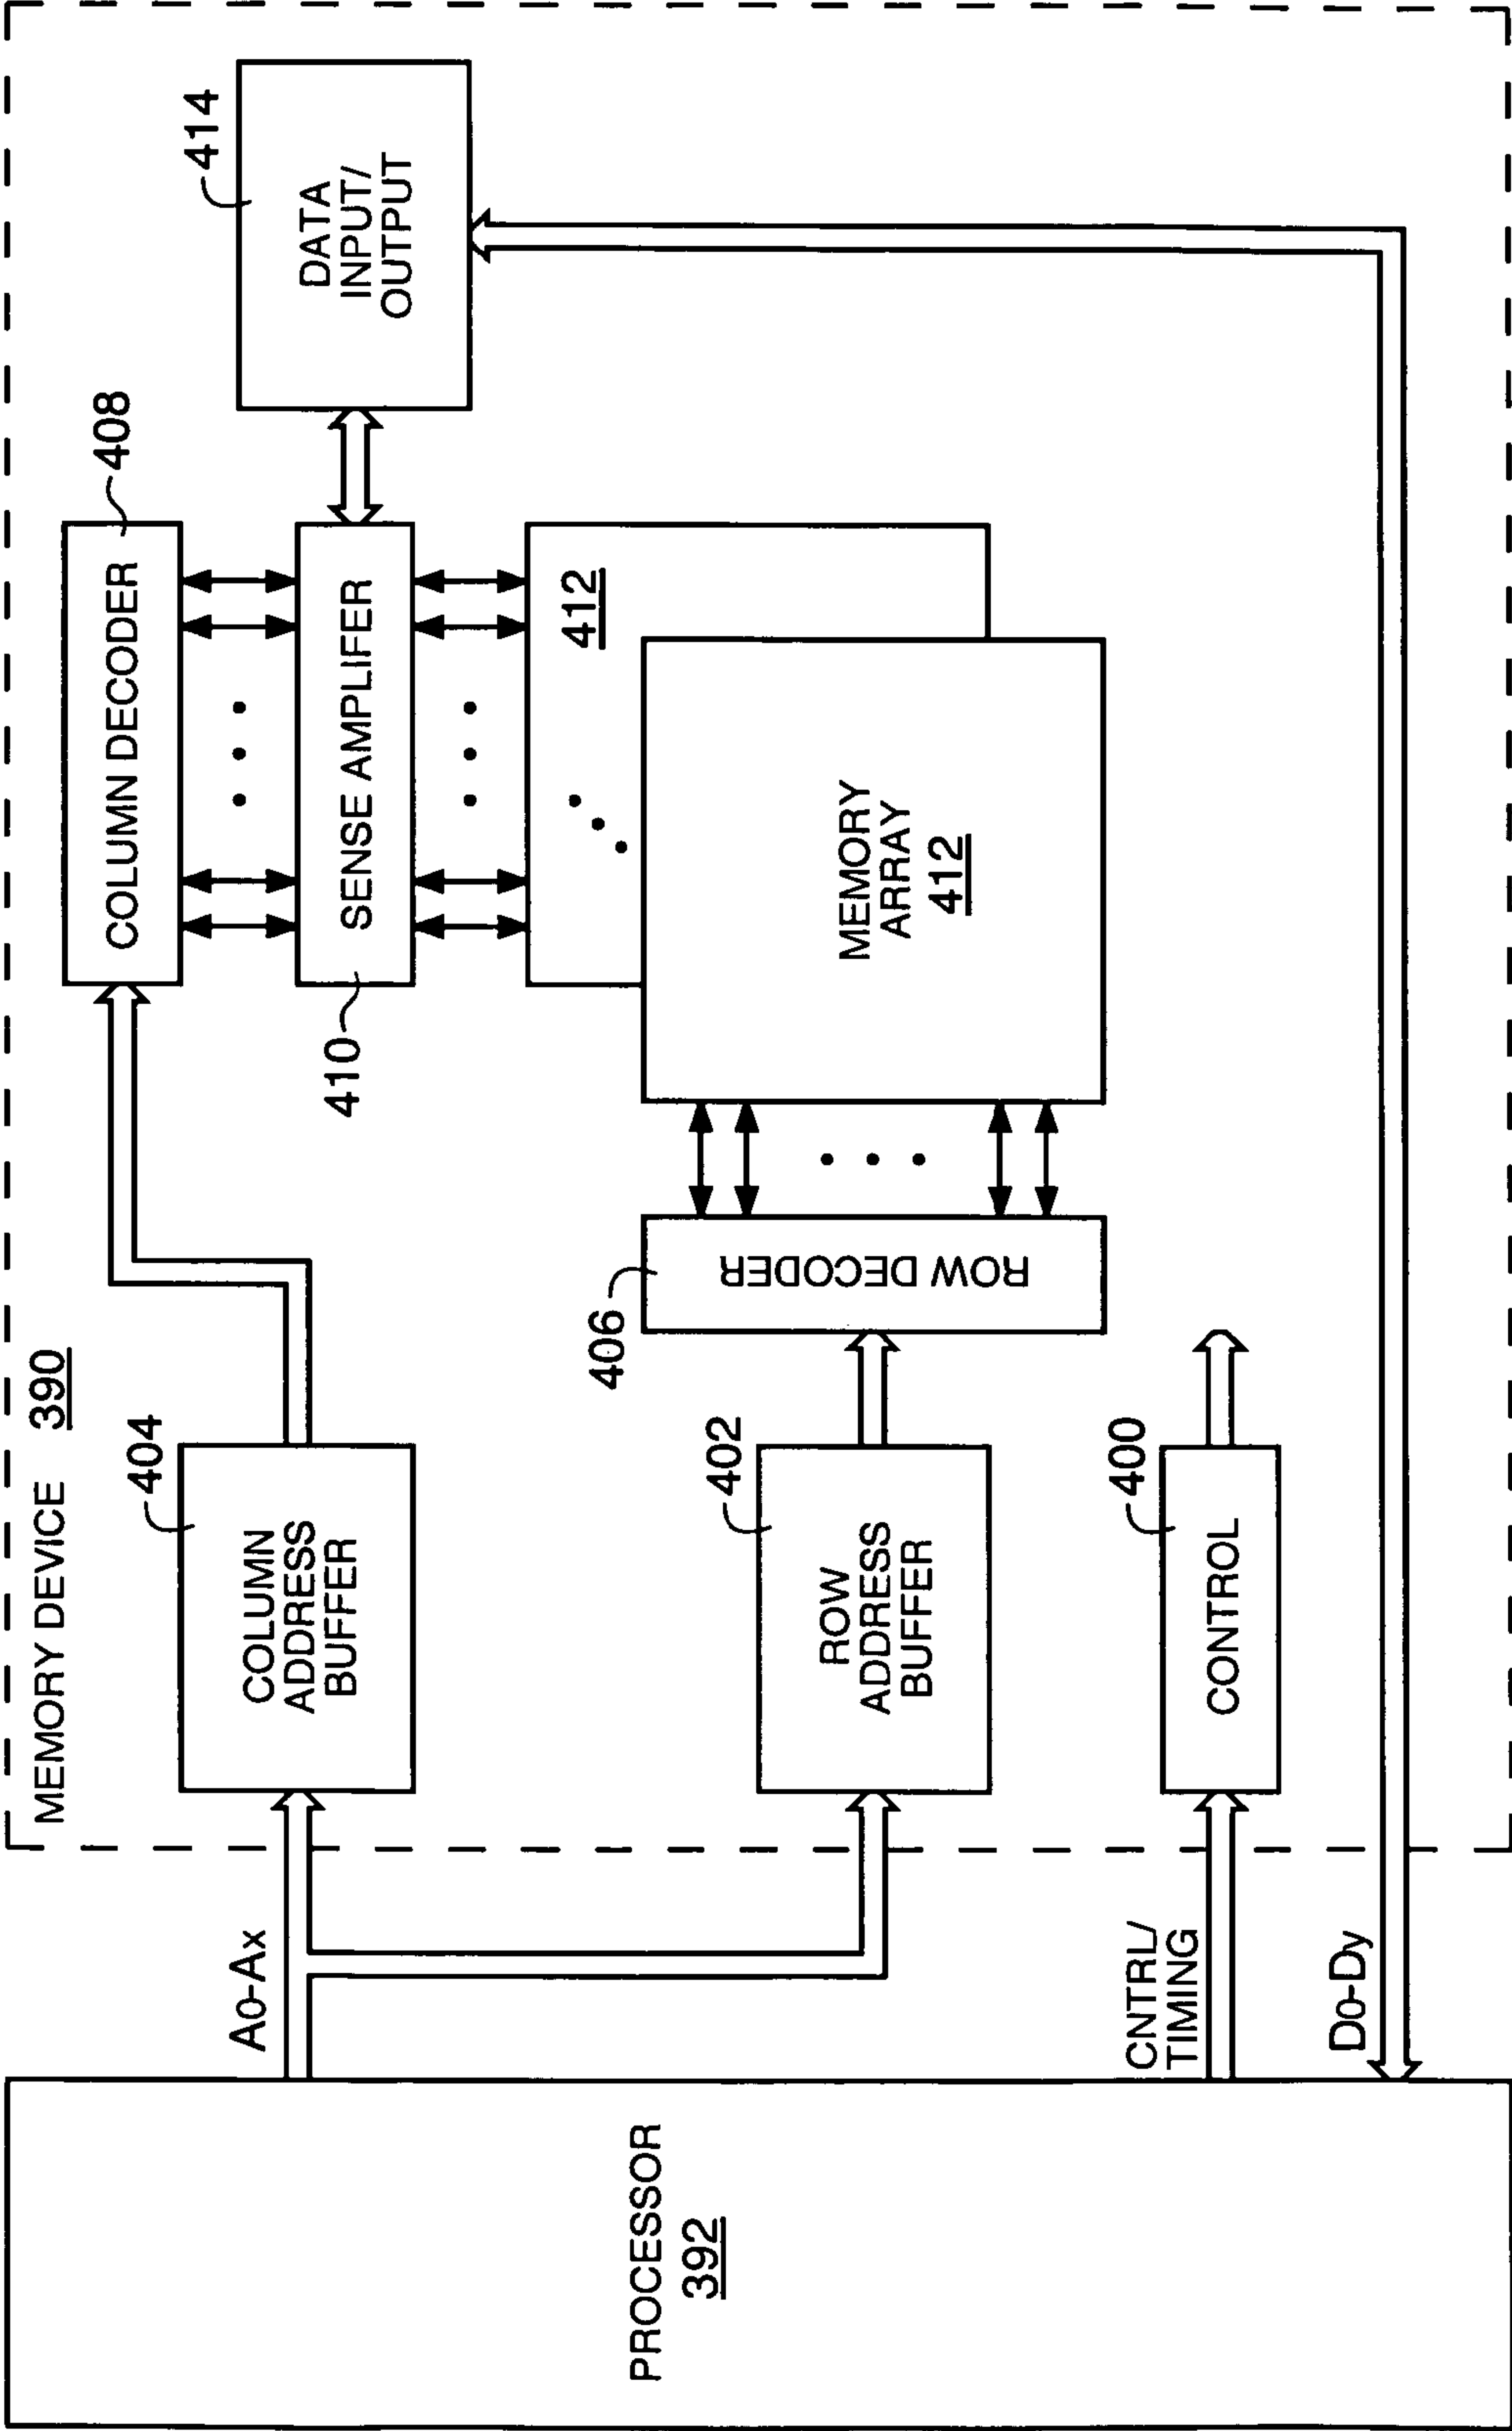 MEMORY DEVICE 390
PROCESSOR
392
A0-Ax
CNTRL/
TIMING
D0-Dy
404
COLUMN
ADDRESS
BUFFER
402
ROW
ADDRESS
BUFFER
400
CONTROL
406
ROW DECODER
COLUMN DECODER
408
SENSE AMPLIFER
410
412
MEMORY
ARRAY
412
414
DATA
INPUT/
OUTPUT